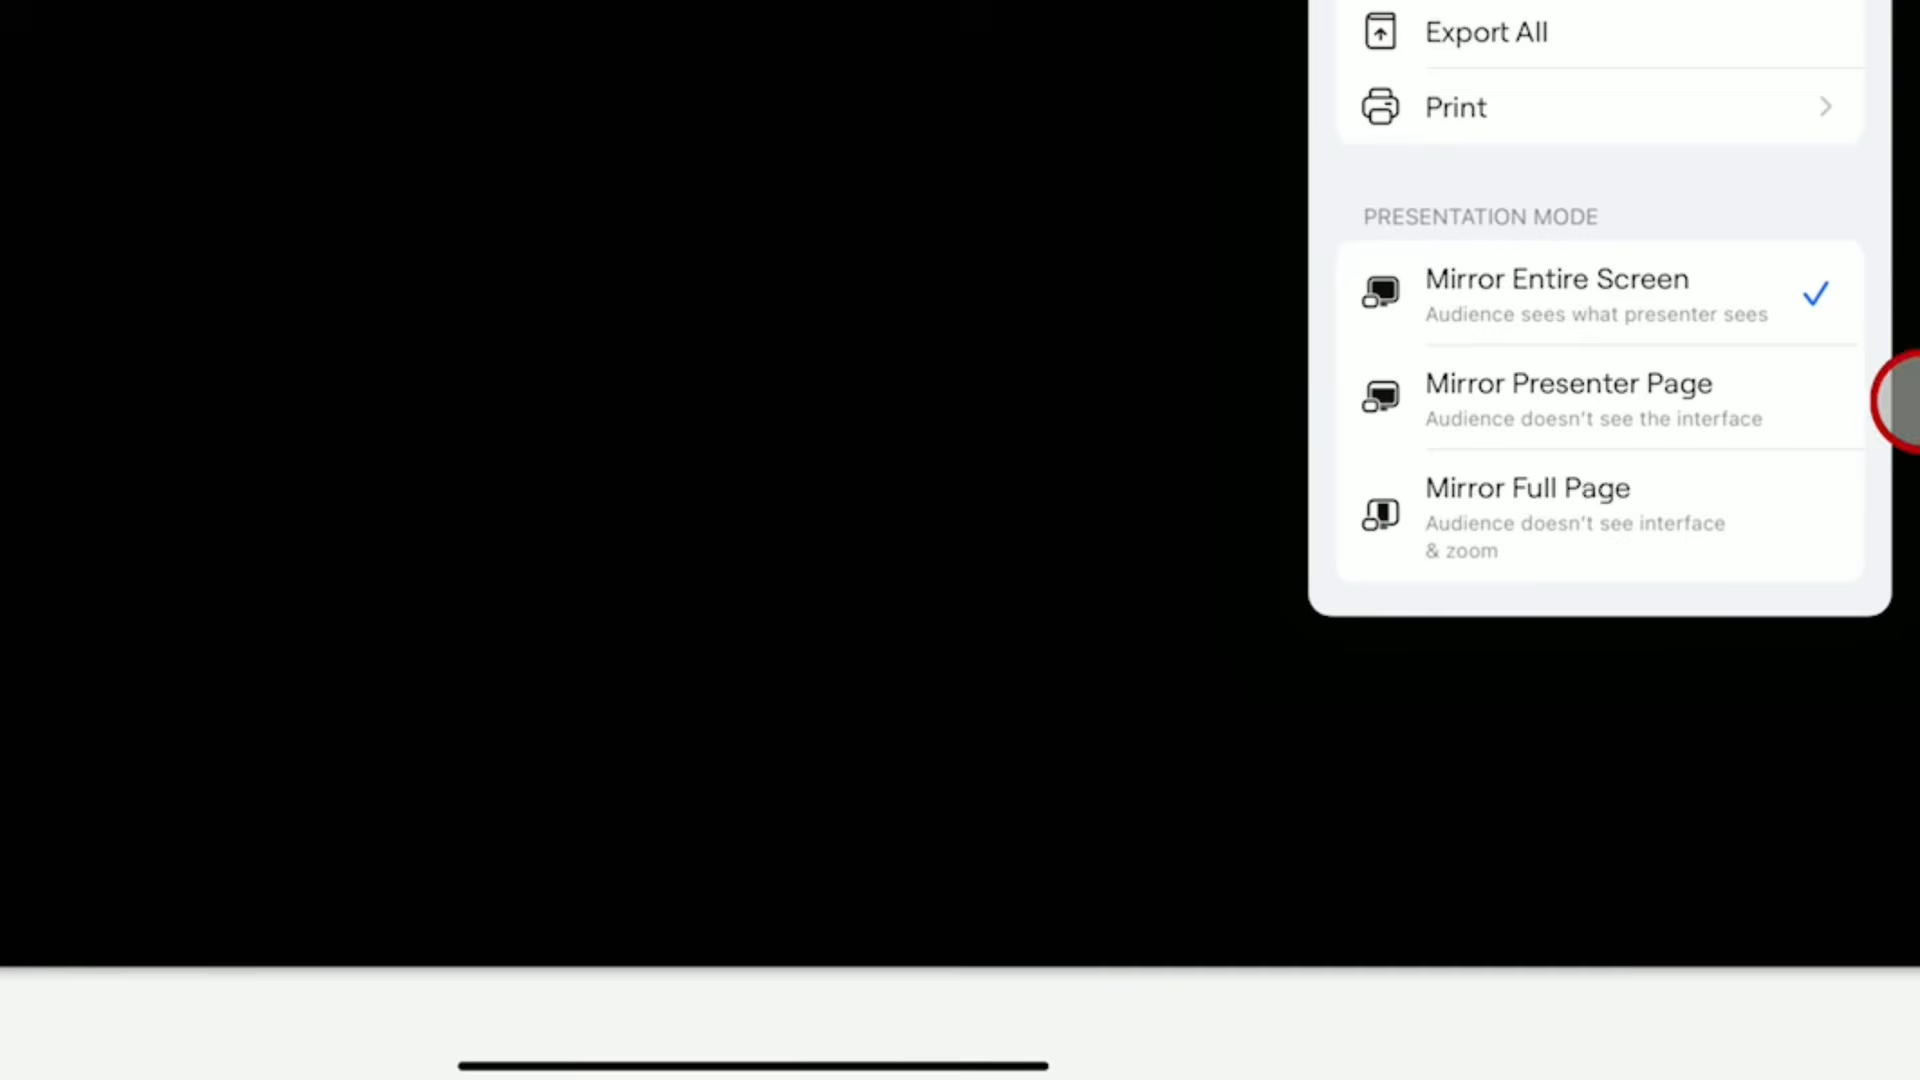 Export All
Print
PRESENTATION MODE
Mirror Entire Screen
Audience sees what presenter sees
Mirror Presenter Page
Audience doesn't see the interface
Mirror Full Page
Audience doesn't see interface
& zoom